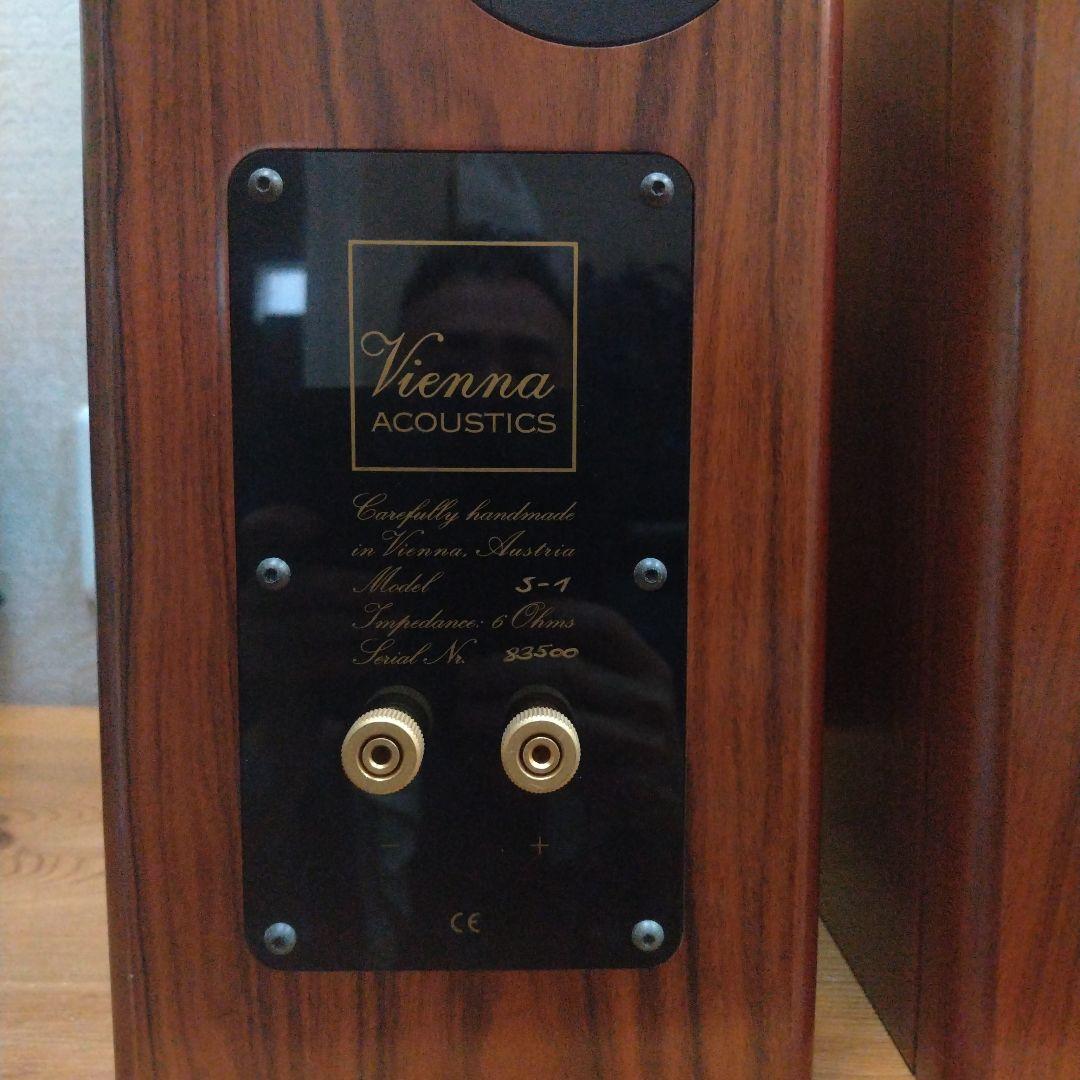 Vienna
ACOUSTICS
Carefully handmade
in Vienna, Austria
Model S-1
Impedance: 6 Ohms
Serial Nr. 83500
- +
CE